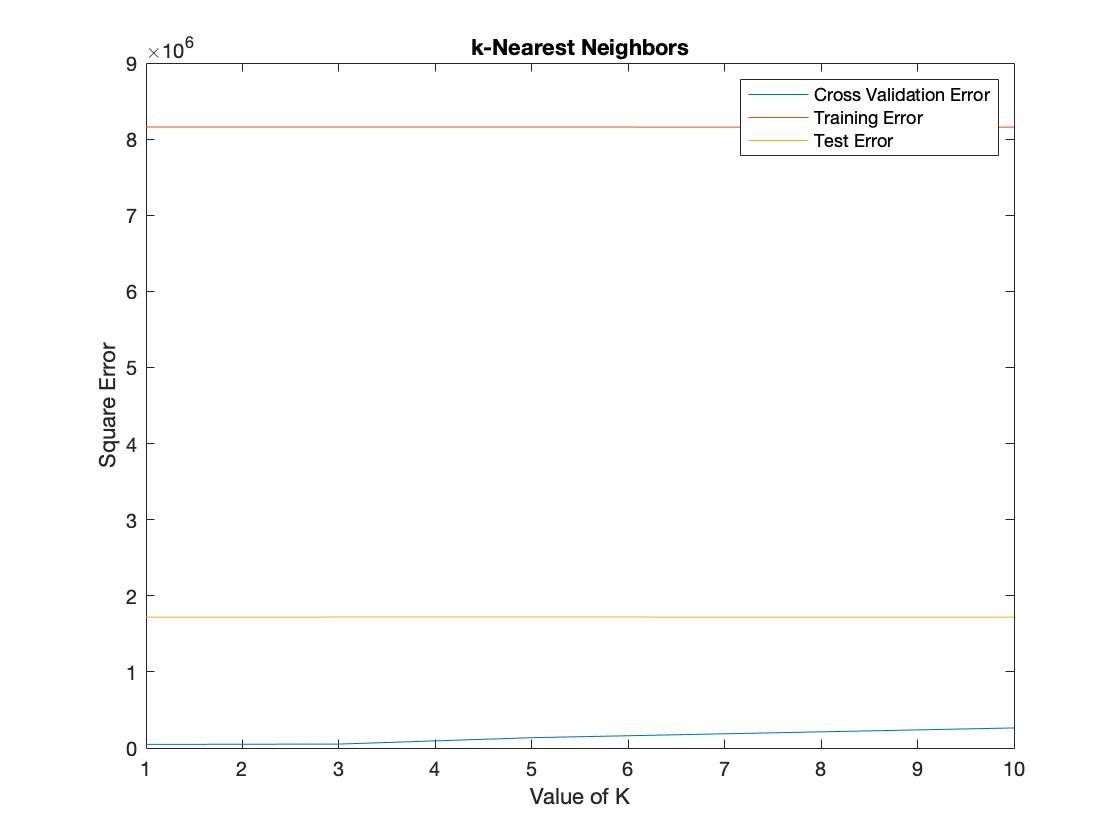 k-Nearest Neighbors
×10^6
Cross Validation Error
Training Error
Test Error
9
8
7
6
5
4
3
2
1
0
Square Error
1 2 3 4 5 6 7 8 9 10
Value of K